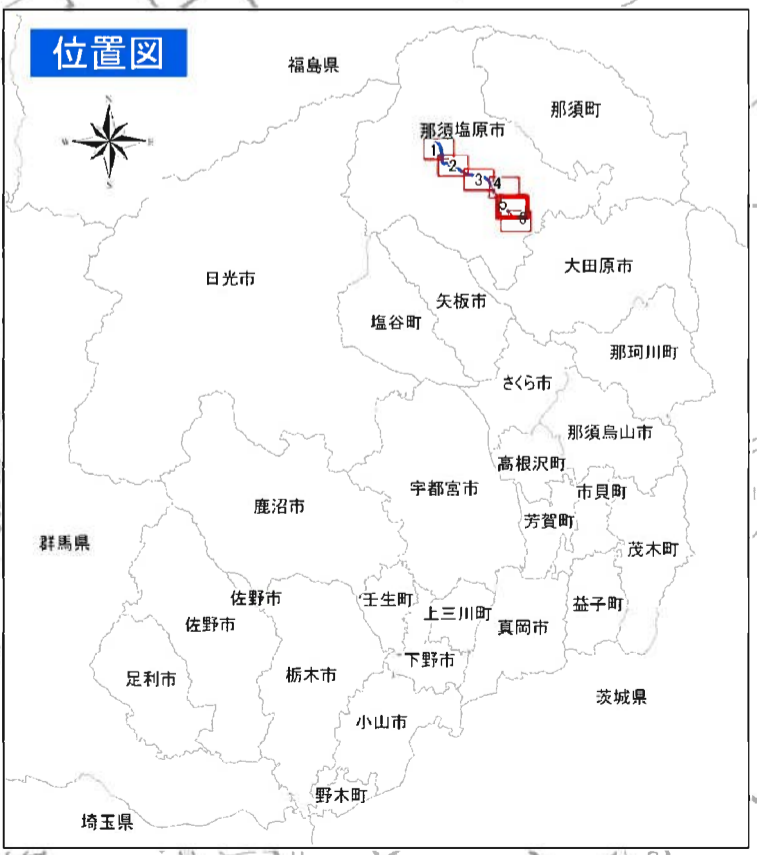 位置図
福島県
N
W
E
S
那須町
那須塩原市
1
2
3
4
5
6
大田原市
日光市
矢板市
塩谷町
那珂川町
さくら市
那須烏山市
高根沢町
宇都宮市
市貝町
鹿沼市
芳賀町
群馬県
茂木町
佐野市
壬生町
益子町
上三川町
佐野市
真岡市
下野市
足利市
栃木市
茨城県
小山市
野木町
埼玉県